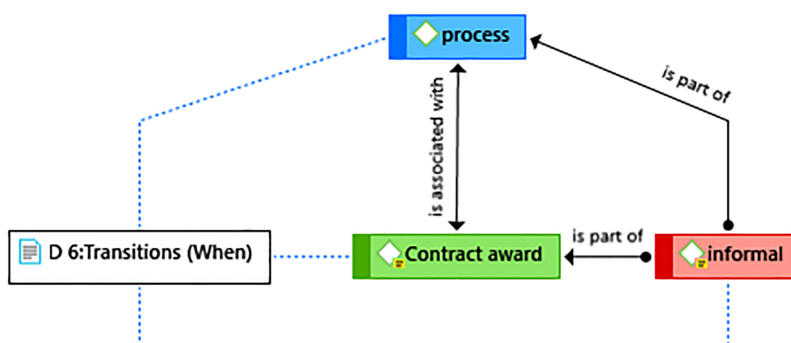 process
is part of
is associated with
D 6:Transitions (When)
Contract award
is part of
informal